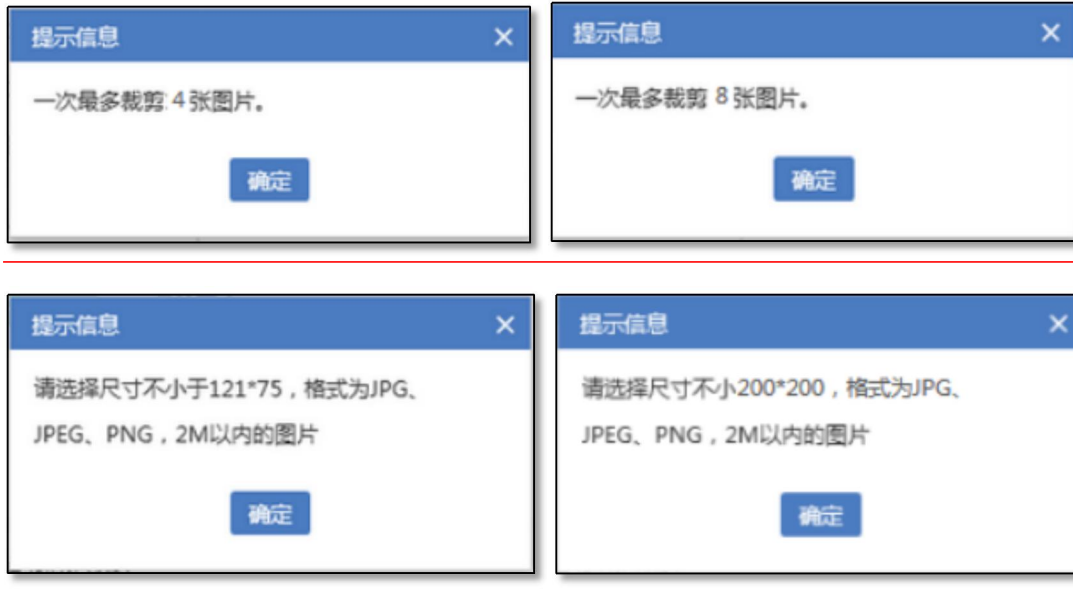 提示信息
一次最多裁剪 4 张图片。
确定
提示信息
一次最多裁剪 8 张图片。
确定
提示信息
请选择尺寸不小于121*75，格式为JPG、
JPEG、PNG，2M以内的图片
确定
提示信息
请选择尺寸不小200*200，格式为JPG、
JPEG、PNG，2M以内的图片
确定